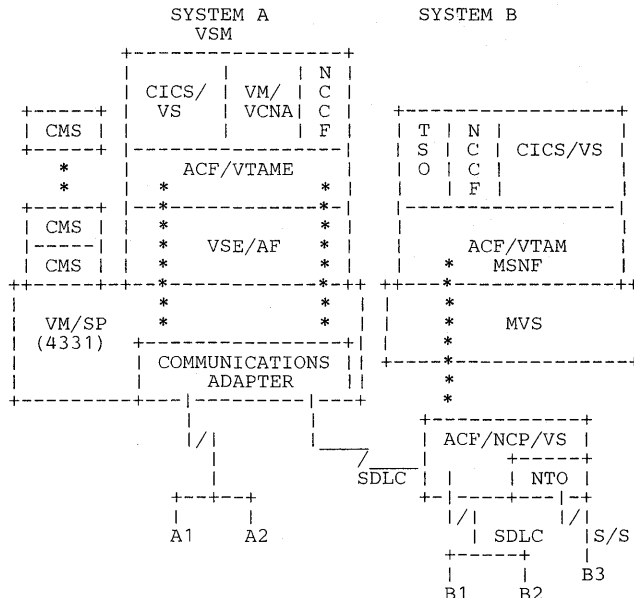 SYSTEM A SYSTEM B
VSM
N
CICS/ VM/ C
VS VCNA C
F
CMS
T N
S C CICS/VS
O C
F
ACF/VTAME
CMS
VSE/AF
ACF/VTAM
CMS
MSNF
VM/SP
(4331)
MVS
COMMUNICATIONS
ADAPTER
ACF/NCP/VS
SDLC
NTO
A1 A2
SDLC S/S
B3
B1 B2